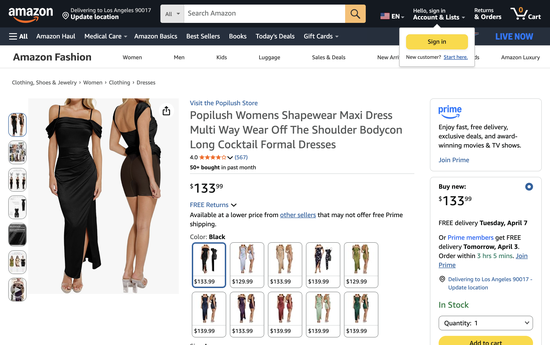 amazon
Delivering to Los Angeles 90017
Update location
All
Search Amazon
EN
Hello, sign in
Account & Lists
Returns
& Orders
0
Cart
All
Amazon Haul
Medical Care
Amazon Basics
Best Sellers
Books
Today's Deals
Gift Cards
LIVE NOW
Sign in
New customer? Start here.
Amazon Fashion
Women
Men
Kids
Luggage
Sales & Deals
New Arri
ds
Amazon Luxury
Clothing, Shoes & Jewelry › Women › Clothing › Dresses
Visit the Popilush Store
Popilush Womens Shapewear Maxi Dress
Multi Way Wear Off The Shoulder Bodycon
Long Cocktail Formal Dresses
4.0
(567)
50+ bought in past month
$133.99
FREE Returns
Available at a lower price from other sellers that may not offer free Prime
shipping.
Color: Black
$133.99
$129.99
$133.99
$139.99
$129.99
$139.99
$133.99
$139.99
$139.99
$139.99
prime
Enjoy fast, free delivery,
exclusive deals, and award-
winning movies & TV shows.
Join Prime
Buy new:
$133.99
FREE delivery Tuesday, April 7
Or Prime members get FREE
delivery Tomorrow, April 3.
Order within 3 hrs 5 mins. Join
Prime
Delivering to Los Angeles 90017 -
Update location
In Stock
Quantity: 1
Add to cart